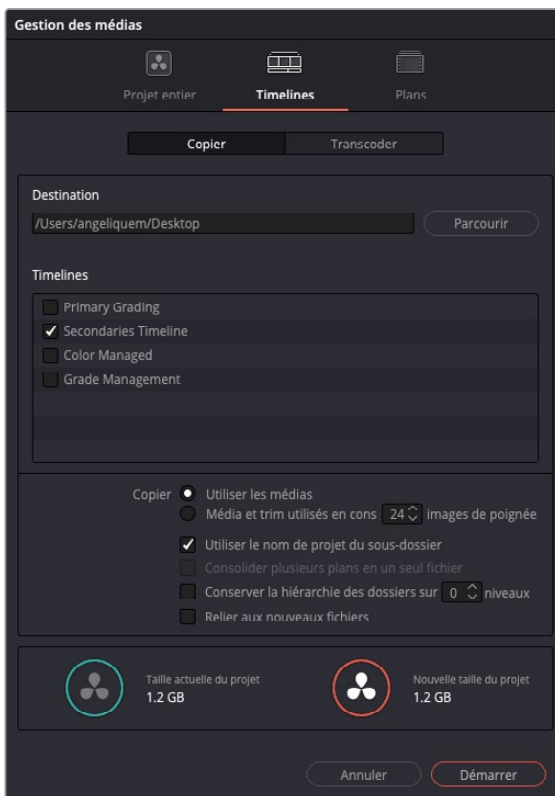 Gestion des médias
Projet entier Timelines Plans
Copier Transcoder
Destination
/Users/angeliquem/Desktop Parcourir
Timelines
Primary Grading
Secondaries Timeline
Color Managed
Grade Management
Copier Utiliser les médias
Média et trim utilisés en cons 24 images de poignée
Utiliser le nom de projet du sous-dossier
Consolider plusieurs plans en un seul fichier
Conserver la hiérarchie des dossiers sur 0 niveaux
Relier aux nouveaux fichiers
Taille actuelle du projet Nouvelle taille du projet
1.2 GB 1.2 GB
Annuler Démarrer